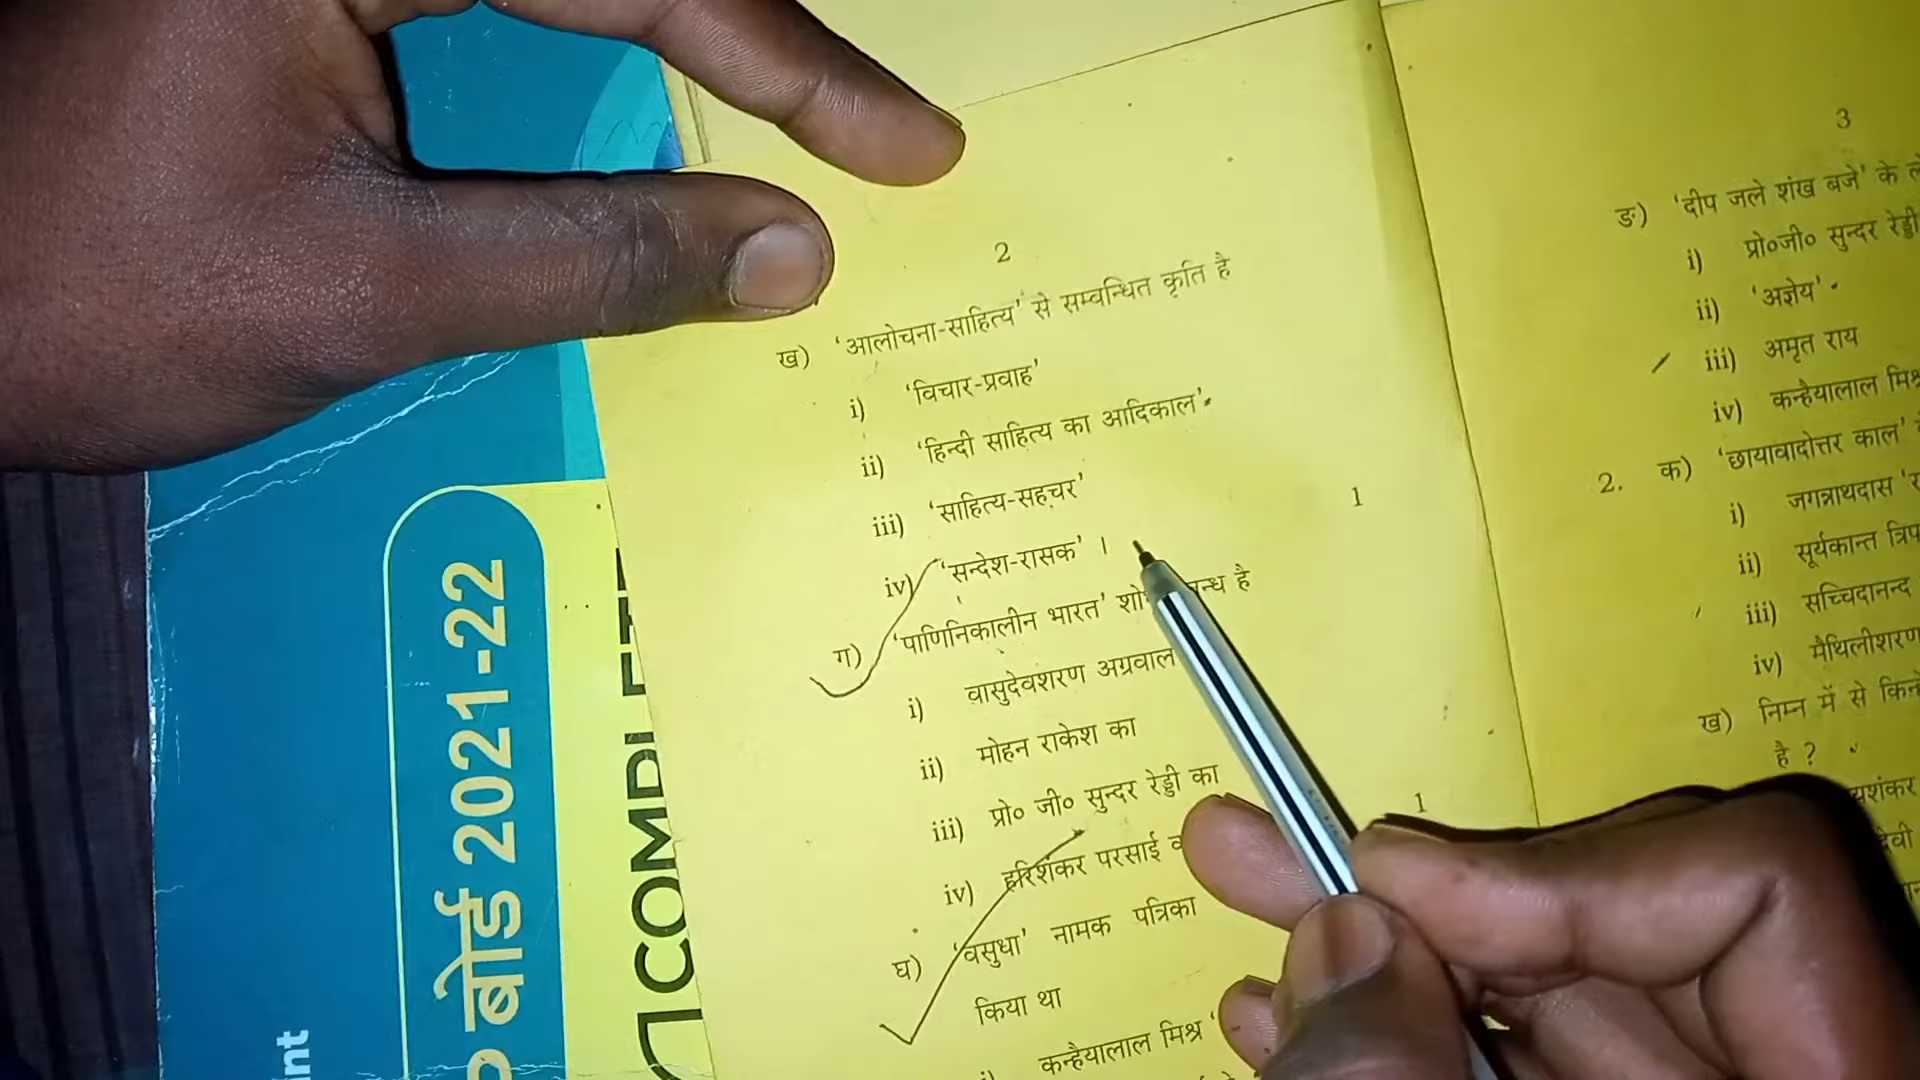 2
ख) 'आलोचना-साहित्य' से सम्बन्धित कृति है
i) 'विचार-प्रवाह'
ii) 'हिन्दी साहित्य का आदिकाल'
iii) 'साहित्य-सहचर'
iv) 'सन्देश-रासक' । 1
ग) 'पाणिनिकालीन भारत' है
i) वासुदेवशरण अग्रवाल
ii) मोहन राकेश का
iii) प्रो० जी० सुन्दर रेड्डी का
iv) हरिशंकर परसाई 1
घ) 'वसुधा' नामक पत्रिका
किया था
i) कन्हैयालाल मिश्र '
3
ङ) 'दीप जले शंख बजे' के
i) प्रो०जी० सुन्दर रेड्डी
ii) 'अज्ञेय'
iii) अमृत राय
iv) कन्हैयालाल
2. क) 'छायावादोत्तर काल'
i) जगन्नाथदास
ii) सूर्यकान्त
iii) सच्चिदानन्द
iv) मैथिलीशरण
ख) निम्न में से
है ?
बोर्ड 2021-22